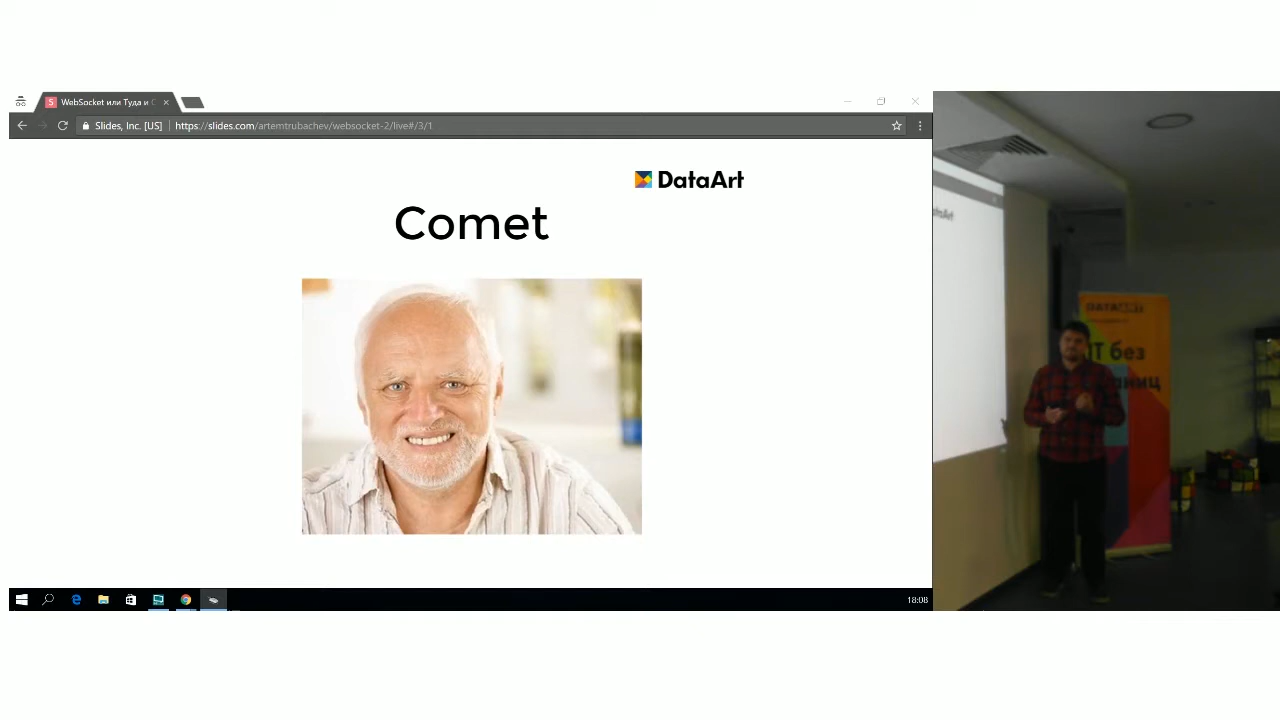 WebSocket или Туда и С
Slides, Inc. [US]
https://slides.com/artemtrubachev/websocket-2/live#/3/1
DataArt
Comet
DATAART
IT без
18:08